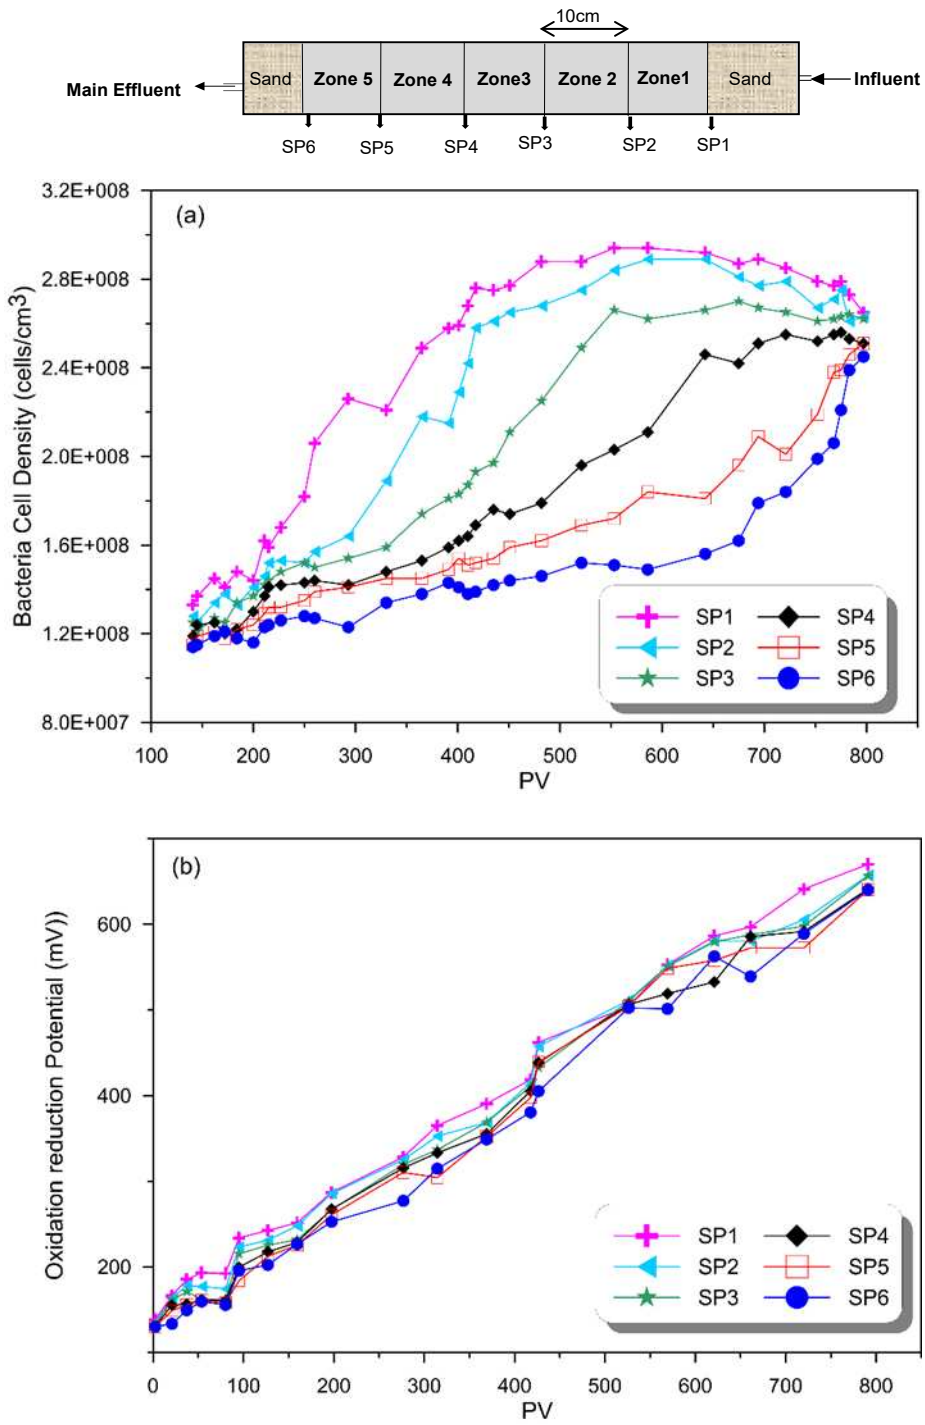 10cm
Sand Zone 5 Zone 4 Zone3 Zone 2 Zone1 Sand
Main Effluent
Influent
SP6 SP5 SP4 SP3 SP2 SP1
(a)
Bacteria Cell Density (cells/cm3)
3.2E+008
2.8E+008
2.4E+008
2.0E+008
1.6E+008
1.2E+008
8.0E+007
SP1 SP4
SP2 SP5
SP3 SP6
100 200 300 400 500 600 700 800
PV
(b)
Oxidation reduction Potential (mV))
600
400
200
SP1 SP4
SP2 SP5
SP3 SP6
0 100 200 300 400 500 600 700 800
PV